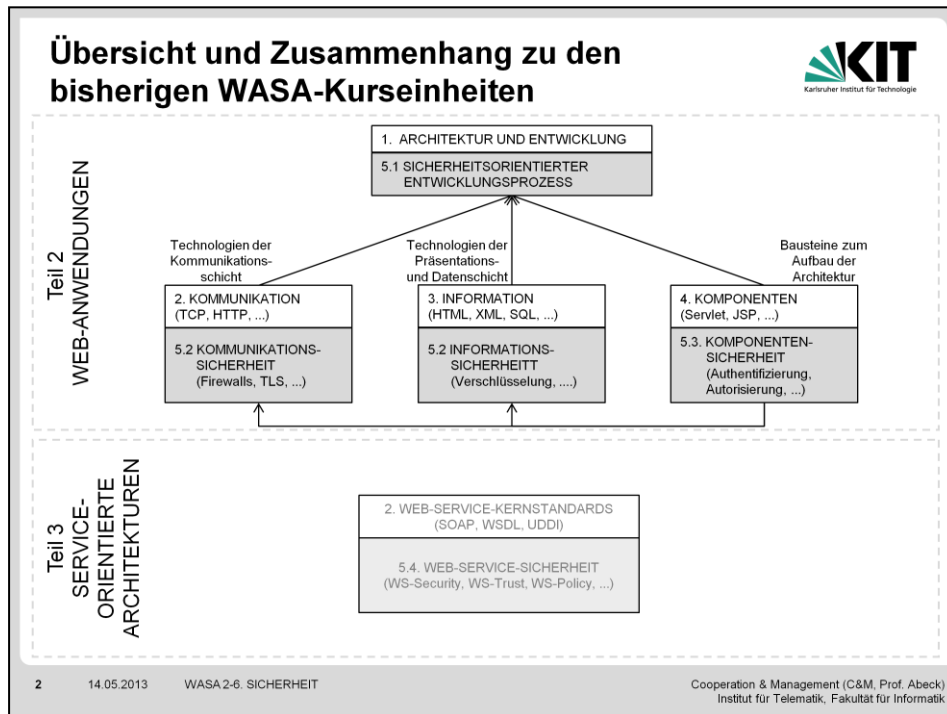 Übersicht und Zusammenhang zu den
bisherigen WASA-Kurseinheiten
KIT
Karlsruher Institut für Technologie
Teil 2
WEB-ANWENDUNGEN
1. ARCHITEKTUR UND ENTWICKLUNG
5.1 SICHERHEITSORIENTIERTER
ENTWICKLUNGSPROZESS
Technologien der
Kommunikations-
schicht
Technologien der
Präsentations-
und Datenschicht
Bausteine zum
Aufbau der
Architektur
2. KOMMUNIKATION
(TCP, HTTP, ...)
5.2 KOMMUNIKATIONS-
SICHERHEIT
(Firewalls, TLS, ...)
3. INFORMATION
(HTML, XML, SQL, ...)
5.2 INFORMATIONS-
SICHERHEITT
(Verschlüsselung, ....)
4. KOMPONENTEN
(Servlet, JSP, ...)
5.3. KOMPONENTEN-
SICHERHEIT
(Authentifizierung,
Autorisierung, ...)
Teil 3
SERVICE-
ORIENTIERTE
ARCHITEKTUREN
2. WEB-SERVICE-KERNSTANDARDS
(SOAP, WSDL, UDDI)
5.4. WEB-SERVICE-SICHERHEIT
(WS-Security, WS-Trust, WS-Policy, ...)
2 14.05.2013 WASA 2-6. SICHERHEIT
Cooperation & Management (C&M, Prof. Abeck)
Institut für Telematik, Fakultät für Informatik